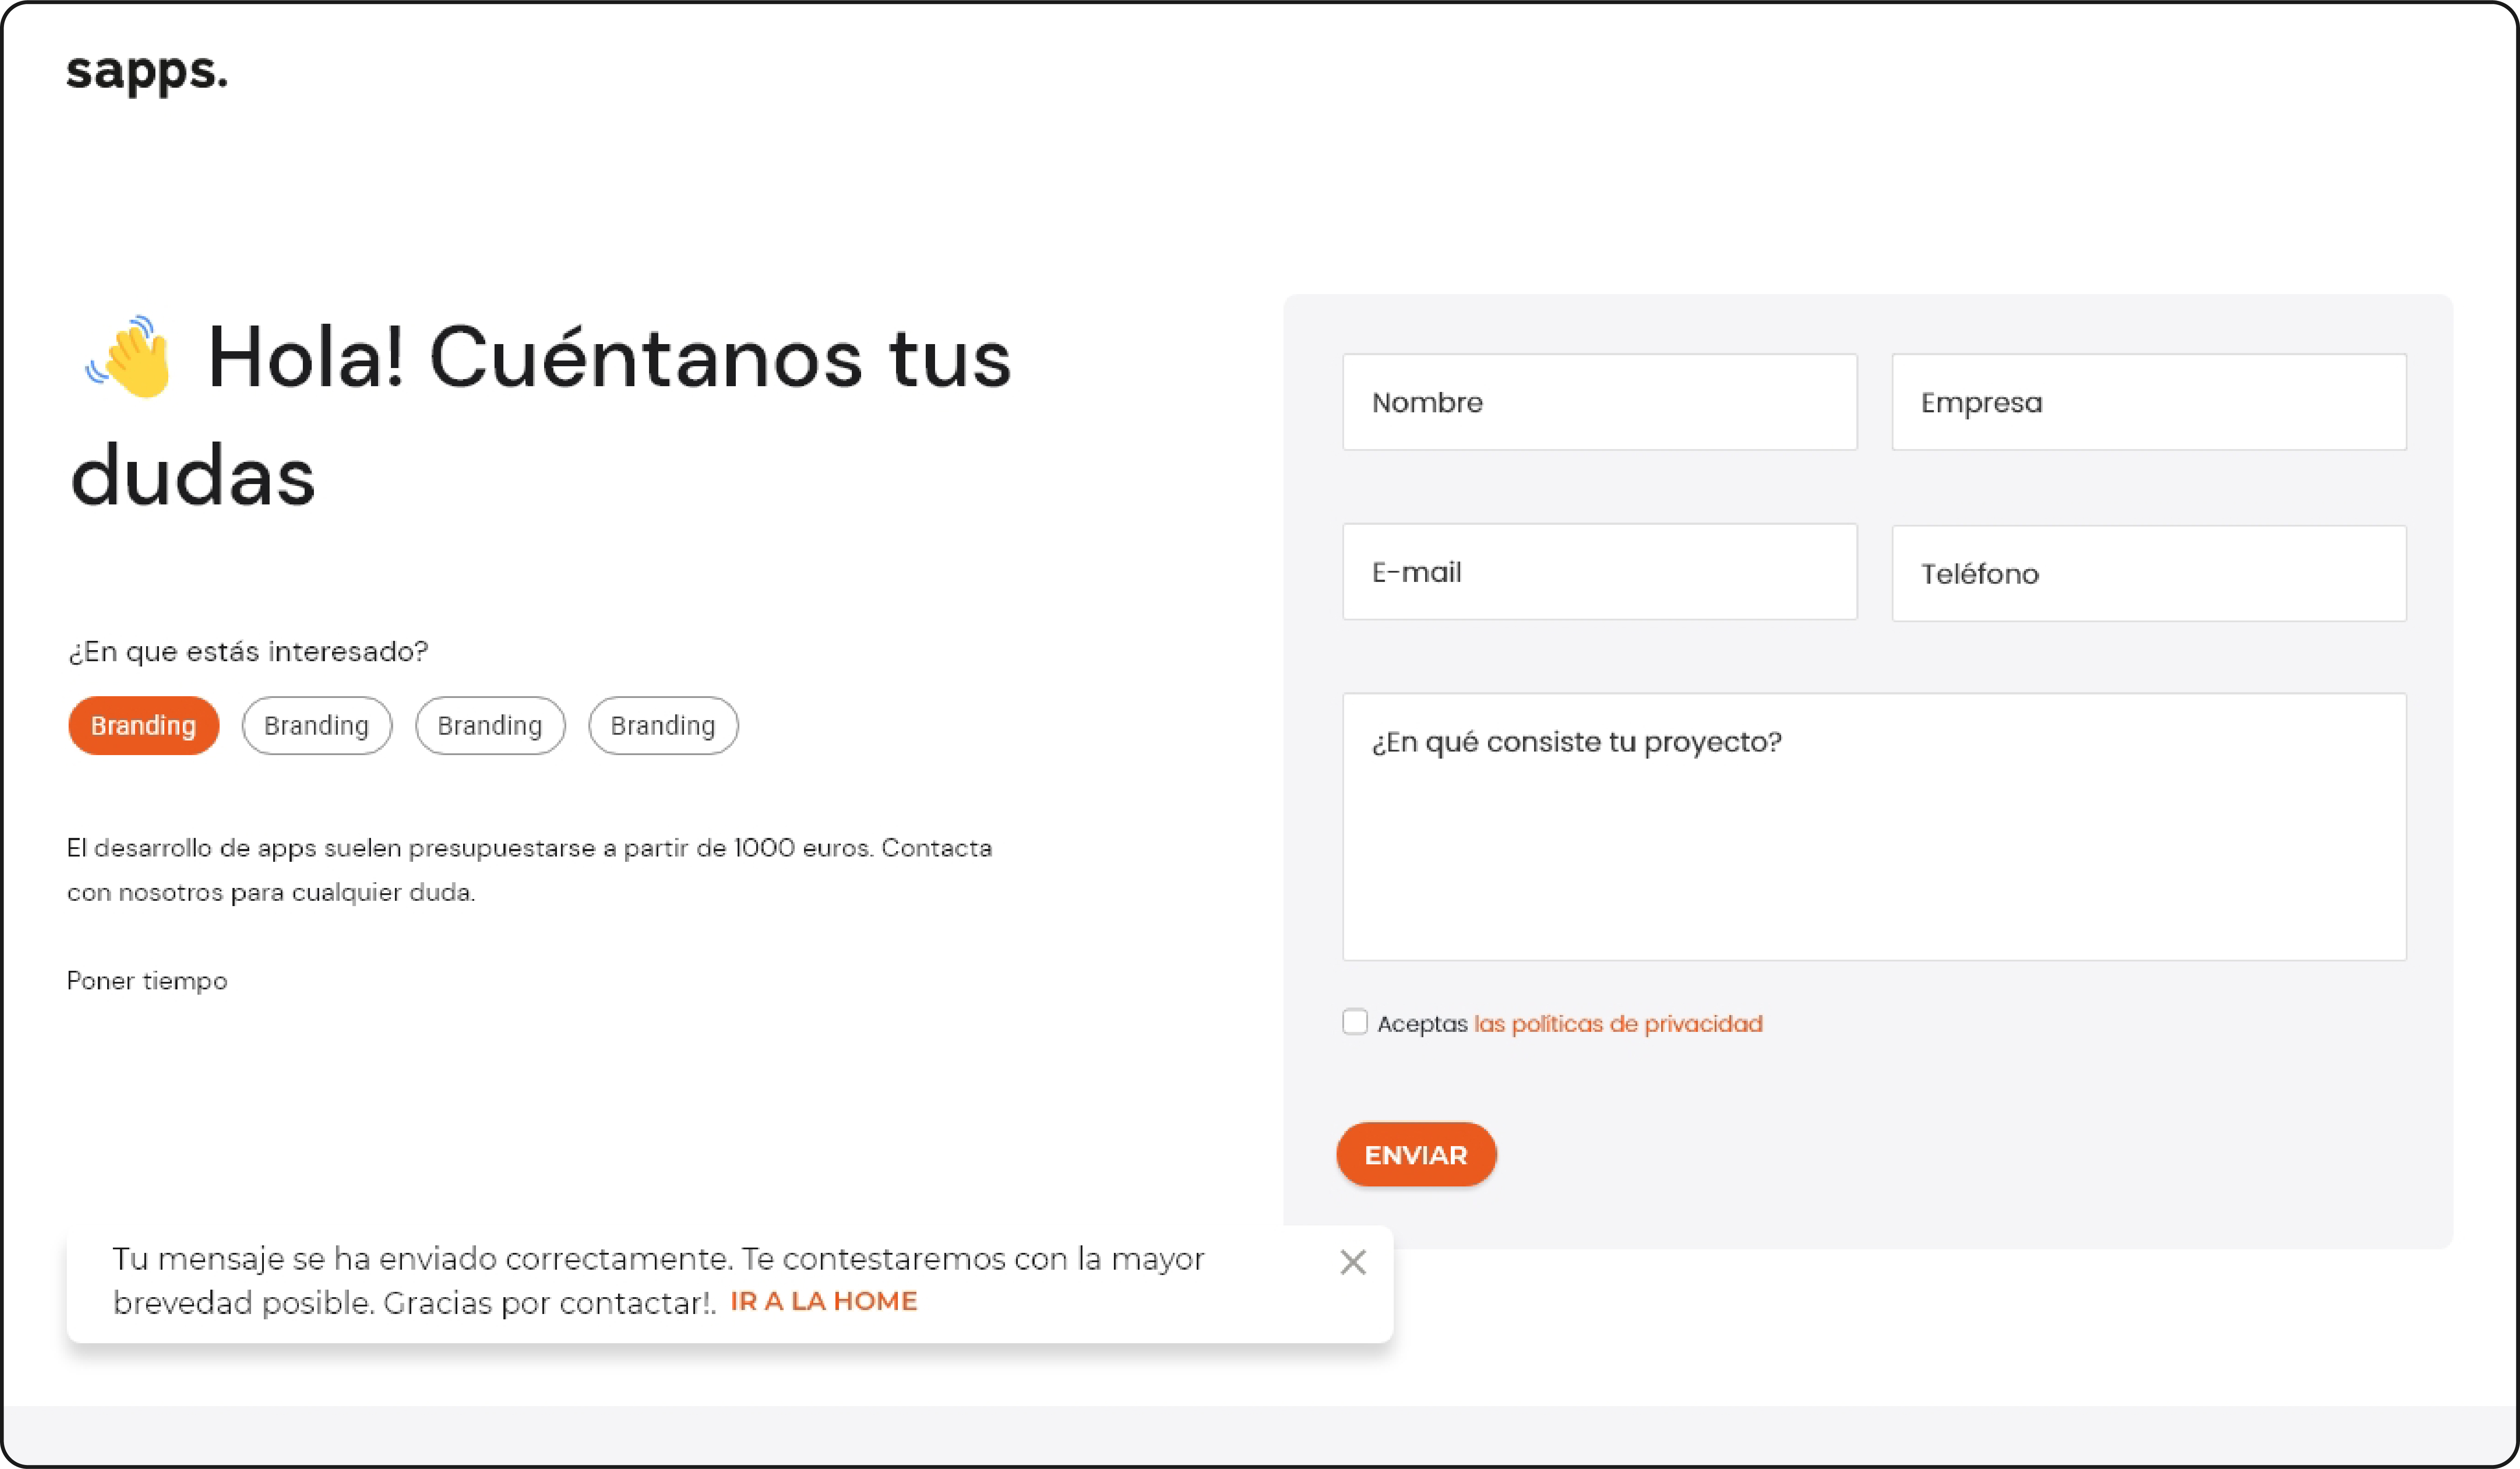 sapps.
Hola! Cuéntanos tus
dudas
¿En que estás interesado?
Branding Branding Branding Branding
El desarrollo de apps suelen presupuestarse a partir de 1000 euros. Contacta
con nosotros para cualquier duda.
Poner tiempo
Nombre Empresa
E-mail Teléfono
¿En qué consiste tu proyecto?
Aceptas las políticas de privacidad
ENVIAR
Tu mensaje se ha enviado correctamente. Te contestaremos con la mayor
brevedad posible. Gracias por contactar!. IR A LA HOME